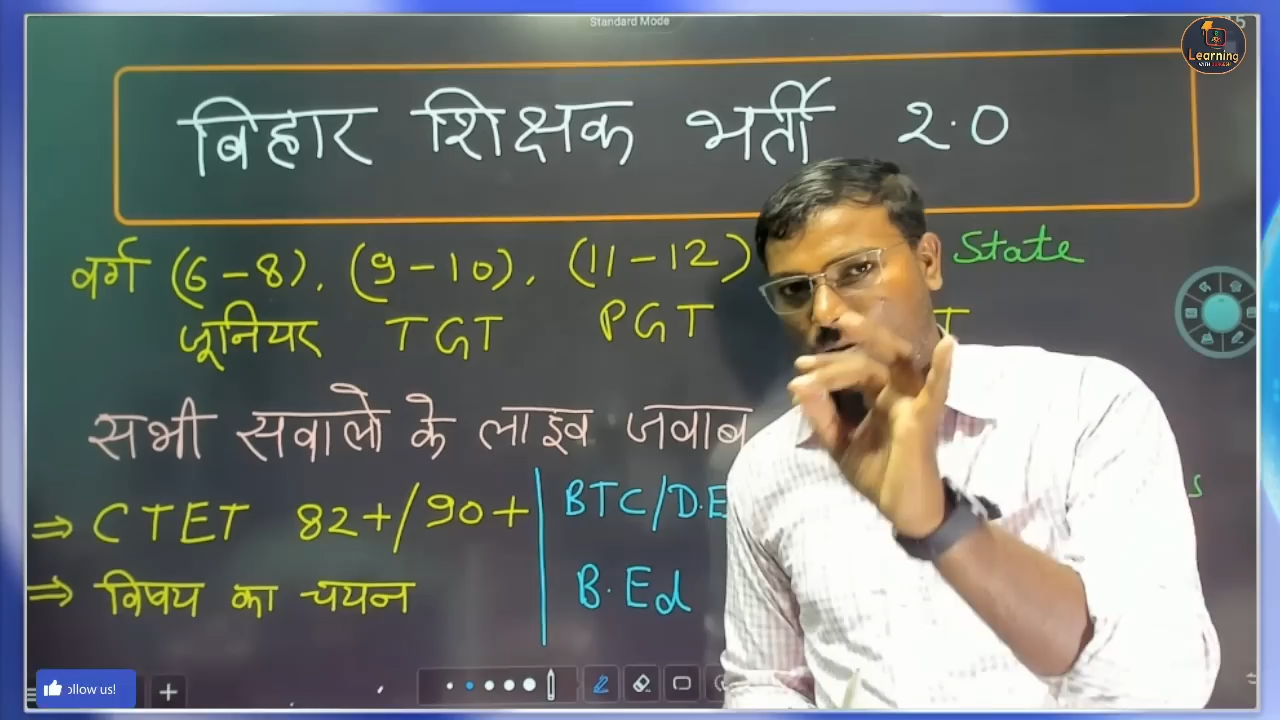 Standard Mode
Learning
बिहार शिक्षक भर्ती 2.0
वर्ग (6-8), (9-10), (11-12) State
जूनियर TGT PGT T
सभी सवालो के लाइव जवाब
⇒ CTET 82+/90+ BTC/D.E
⇒ विषय का चयन B.Ed
ollow us!